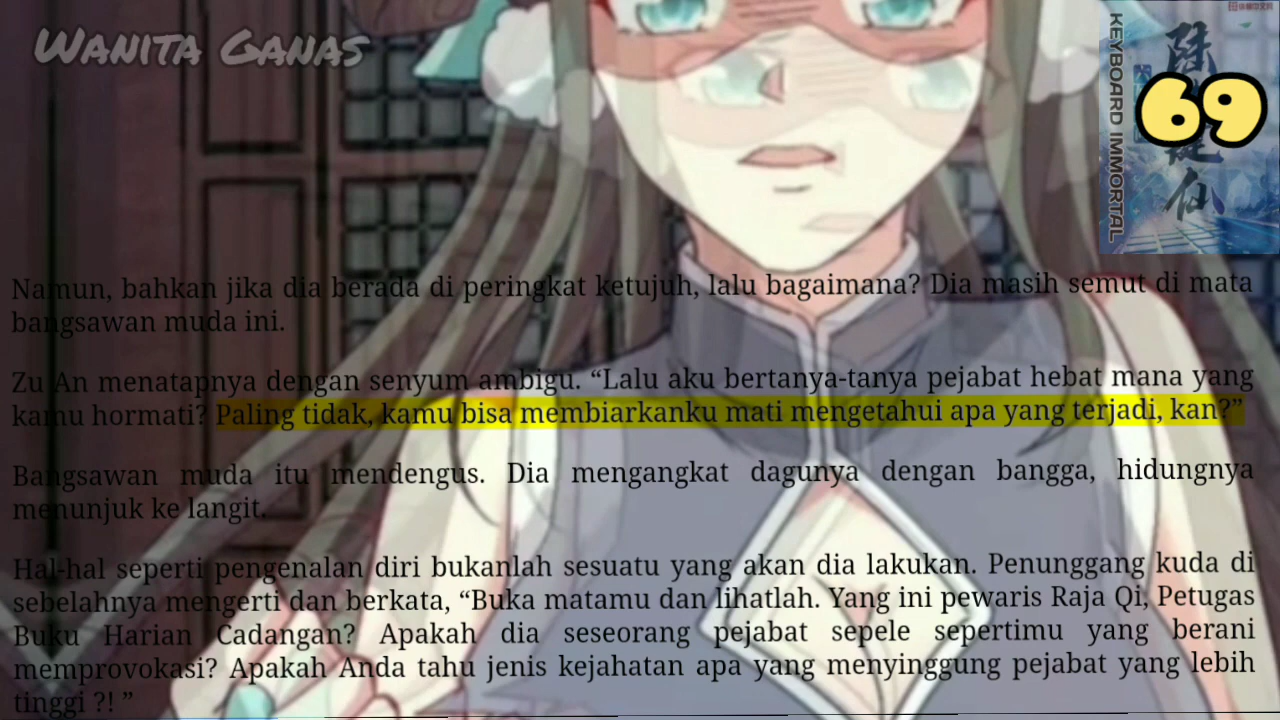 Wanita Ganas
KEYBOARD IMMORTAL
69
Namun, bahkan jika dia berada di peringkat ketujuh, lalu bagaimana? Dia masih semut di mata
bangsawan muda ini.
Zu An menatapnya dengan senyum ambigu. “Lalu aku bertanya-tanya pejabat hebat mana yang
kamu hormati? Paling tidak, kamu bisa membiarkanku mati mengetahui apa yang terjadi, kan?”
Bangsawan muda itu mendengus. Dia mengangkat dagunya dengan bangga, hidungnya
menunjuk ke langit.
Hal-hal seperti pengenalan diri bukanlah sesuatu yang akan dia lakukan. Penunggang kuda di
sebelahnya mengerti dan berkata, “Buka matamu dan lihatlah. Yang ini pewaris Raja Qi, Petugas
Buku Harian Cadangan? Apakah dia seseorang pejabat sepele sepertimu yang berani
memprovokasi? Apakah Anda tahu jenis kejahatan apa yang menyinggung pejabat yang lebih
tinggi ?! ”